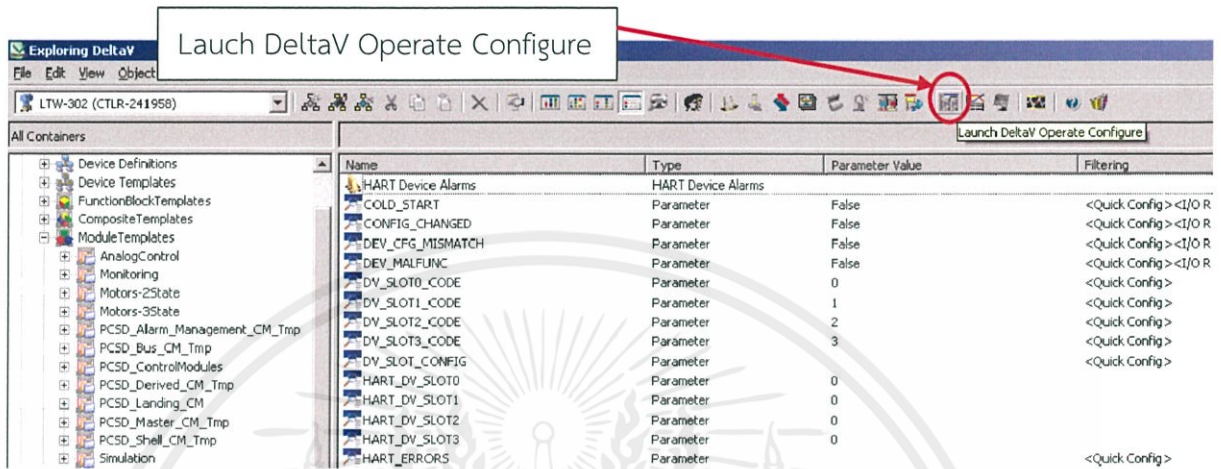 Lauch DeltaV Operate Configure
Exploring DeltaV
File Edit View Object
LTW-302 (CTLR-241958)
Launch DeltaV Operate Configure
All Containers
Name Type Parameter Value Filtering
Device Definitions
Device Templates
FunctionBlockTemplates
CompositeTemplates
ModuleTemplates
AnalogControl
Monitoring
Motors-2State
Motors-3State
PCSD_Alarm_Management_CM_Tmp
PCSD_Bus_CM_Tmp
PCSD_ControlModules
PCSD_Derived_CM_Tmp
PCSD_Landing_CM
PCSD_Master_CM_Tmp
PCSD_Shell_CM_Tmp
Simulation
HART Device Alarms HART Device Alarms
COLD_START Parameter False <Quick Config><I/O R
CONFIG_CHANGED Parameter False <Quick Config><I/O R
DEV_CFG_MISMATCH Parameter False <Quick Config><I/O R
DEV_MALFUNC Parameter False <Quick Config><I/O R
DV_SLOT0_CODE Parameter 0 <Quick Config>
DV_SLOT1_CODE Parameter 1 <Quick Config>
DV_SLOT2_CODE Parameter 2 <Quick Config>
DV_SLOT3_CODE Parameter 3 <Quick Config>
DV_SLOT_CONFIG Parameter <Quick Config>
HART_DV_SLOT0 Parameter 0
HART_DV_SLOT1 Parameter 0
HART_DV_SLOT2 Parameter 0
HART_DV_SLOT3 Parameter 0
HART_ERRORS Parameter <Quick Config>